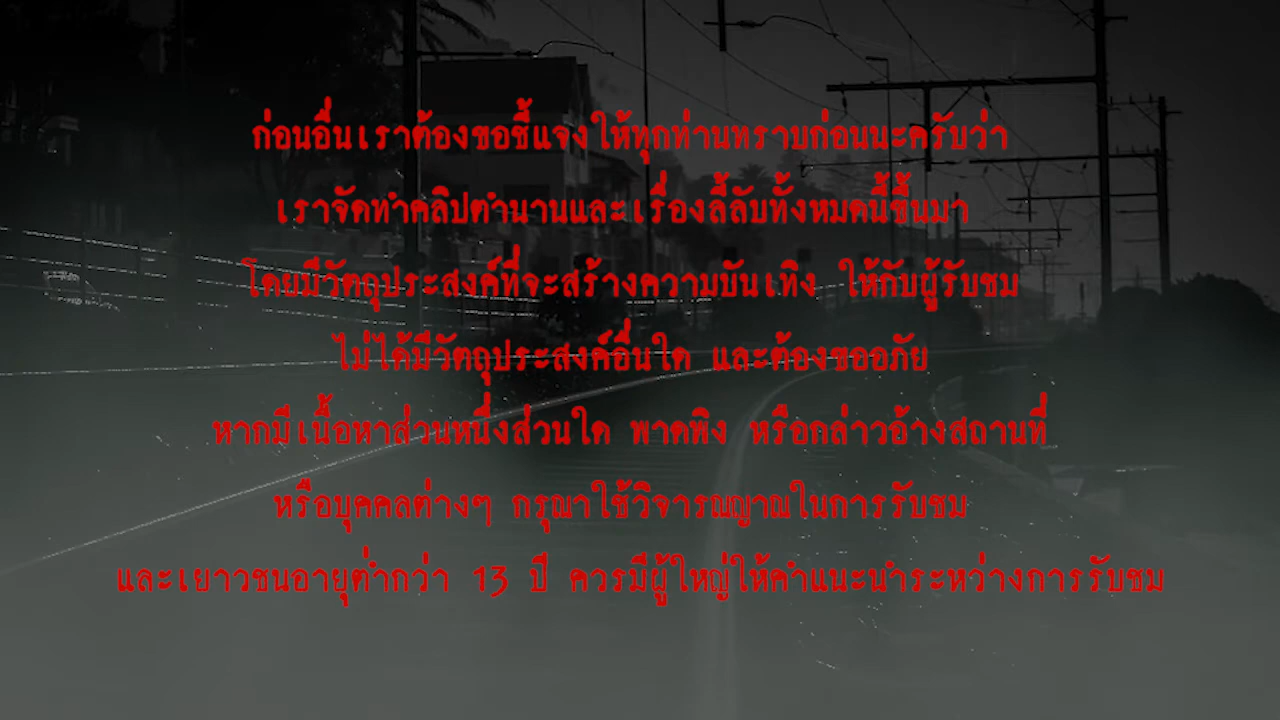 ก่อนอื่นเราต้องขอชี้แจงให้ทุกท่านทราบก่อนนะครับว่า
เราจัดทำคลิปตำนานและเรื่องลี้ลับทั้งหมดนี้ขึ้นมา
โดยมีวัตถุประสงค์ที่จะสร้างความบันเทิง ให้กับผู้รับชม
ไม่ได้มีวัตถุประสงค์อื่นใด และต้องขออภัย
หากมีเนื้อหาส่วนหนึ่งส่วนใด พาดพิง หรือกล่าวอ้างสถานที่
หรือบุคคลต่างๆ กรุณาใช้วิจารณญาณในการรับชม
และเยาวชนอายุต่ำกว่า 13 ปี ควรมีผู้ใหญ่ให้คำแนะนำระหว่างการรับชม